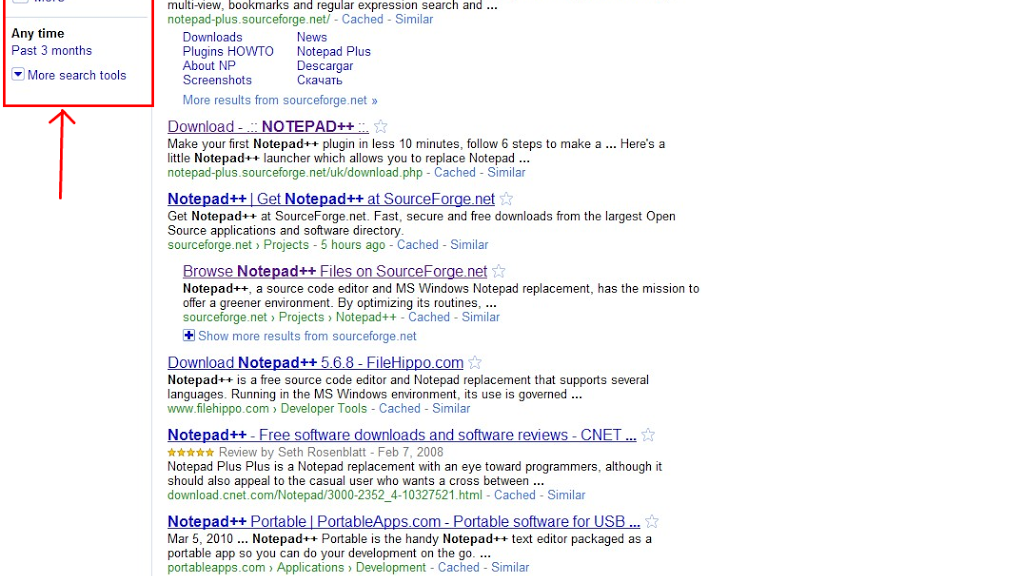 multi-view, bookmarks and regular expression search and ...
notepad-plus.sourceforge.net/ - Cached - Similar
Any time
Past 3 months
More search tools
Downloads
News
Plugins HOWTO
Notepad Plus
About NP
Descargar
Screenshots
Скачать
More results from sourceforge.net »
Download - .:: NOTEPAD++ ::.
Make your first Notepad++ plugin in less 10 minutes, follow 6 steps to make a ... Here's a
little Notepad++ launcher which allows you to replace Notepad ...
notepad-plus.sourceforge.net/uk/download.php - Cached - Similar
Notepad++ | Get Notepad++ at SourceForge.net
Get Notepad++ at SourceForge.net. Fast, secure and free downloads from the largest Open
Source applications and software directory.
sourceforge.net › Projects - 5 hours ago - Cached - Similar
Browse Notepad++ Files on SourceForge.net
Notepad++, a source code editor and MS Windows Notepad replacement, has the mission to
offer a greener environment. By optimizing its routines, ...
sourceforge.net › Projects › Notepad++ - Cached - Similar
Show more results from sourceforge.net
Download Notepad++ 5.6.8 - FileHippo.com
Notepad++ is a free source code editor and Notepad replacement that supports several
languages. Running in the MS Windows environment, its use is governed ...
www.filehippo.com › Developer Tools - Cached - Similar
Notepad++ - Free software downloads and software reviews - CNET ...
Review by Seth Rosenblatt - Feb 7, 2008
Notepad Plus Plus is a Notepad replacement with an eye toward programmers, although it
should also appeal to the casual user who wants a cross between ...
download.cnet.com/Notepad/3000-2352_4-10327521.html - Cached - Similar
Notepad++ Portable | PortableApps.com - Portable software for USB ...
Mar 5, 2010 ... Notepad++ Portable is the handy Notepad++ text editor packaged as a
portable app so you can do your development on the go. ...
portableapps.com › Applications › Development - Cached - Similar